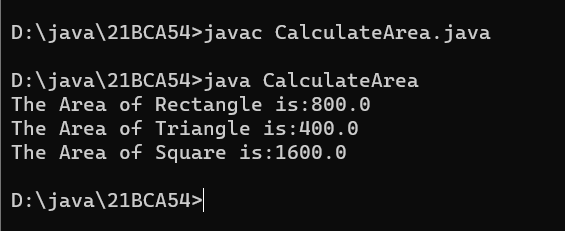 D:\java\21BCA54>javac CalculateArea.java
D:\java\21BCA54>java CalculateArea
The Area of Rectangle is:800.0
The Area of Triangle is:400.0
The Area of Square is:1600.0
D:\java\21BCA54>